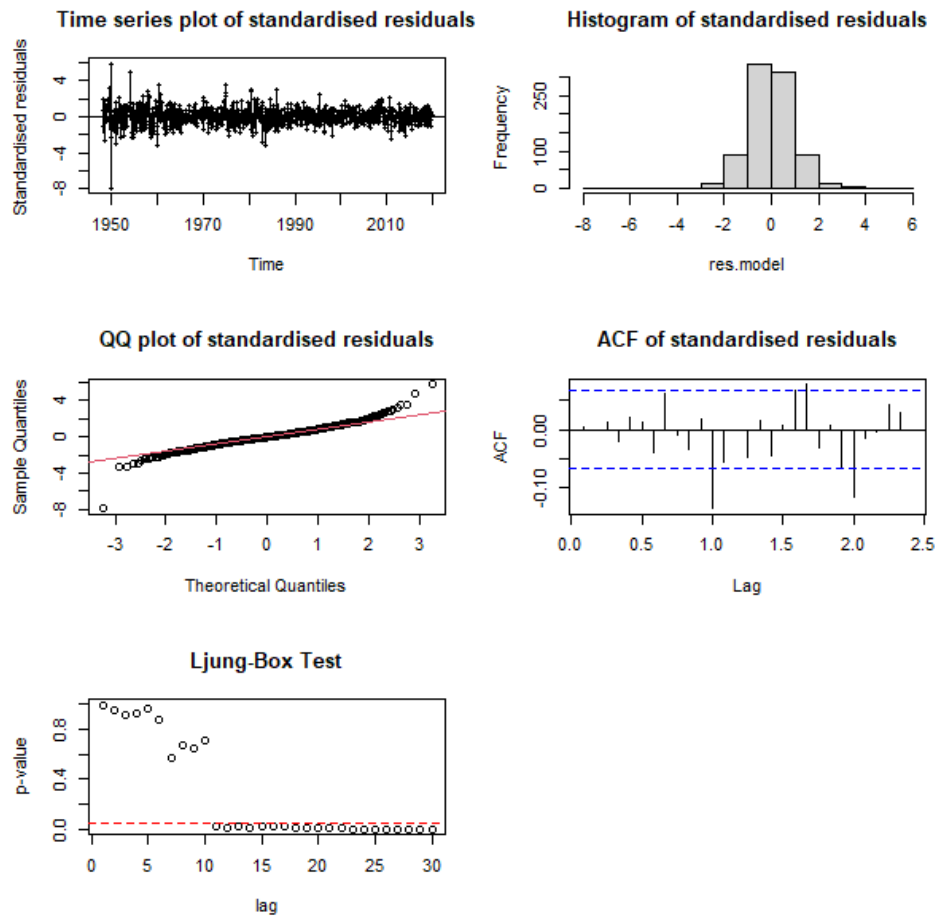 Time series plot of standardised residuals
Standardised residuals
4
0
-4
-8
1950 1970 1990 2010
Time
Histogram of standardised residuals
Frequency
250
100
0
-8 -6 -4 -2 0 2 4 6
res.model
QQ plot of standardised residuals
Sample Quantiles
4
0
-4
-8
-3 -2 -1 0 1 2 3
Theoretical Quantiles
ACF of standardised residuals
ACF
0.00
-0.10
0.0 0.5 1.0 1.5 2.0 2.5
Lag
Ljung-Box Test
p-value
0.8
0.4
0.0
0 5 10 15 20 25 30
lag